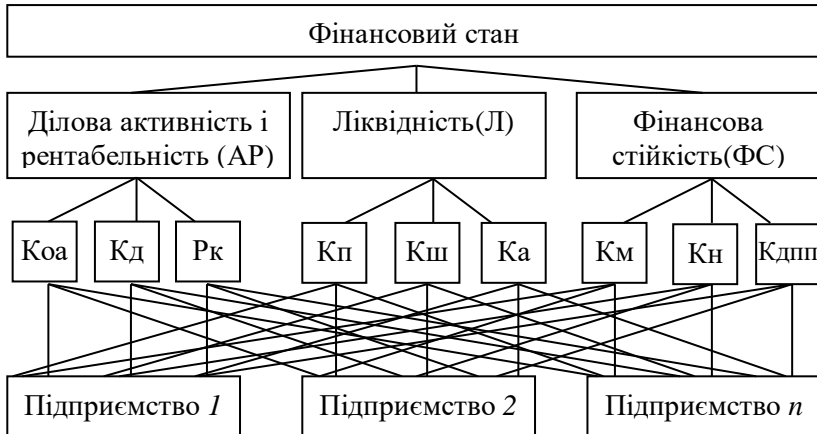 Фінансовий стан
Ділова активність і
рентабельність (АР)
Ліквідність(Л)
Фінансова
стійкість(ФС)
Коа
Кд
Рк
Кп
Кш
Ка
Км
Кн
Кдпп
Підприємство 1
Підприємство 2
Підприємство n